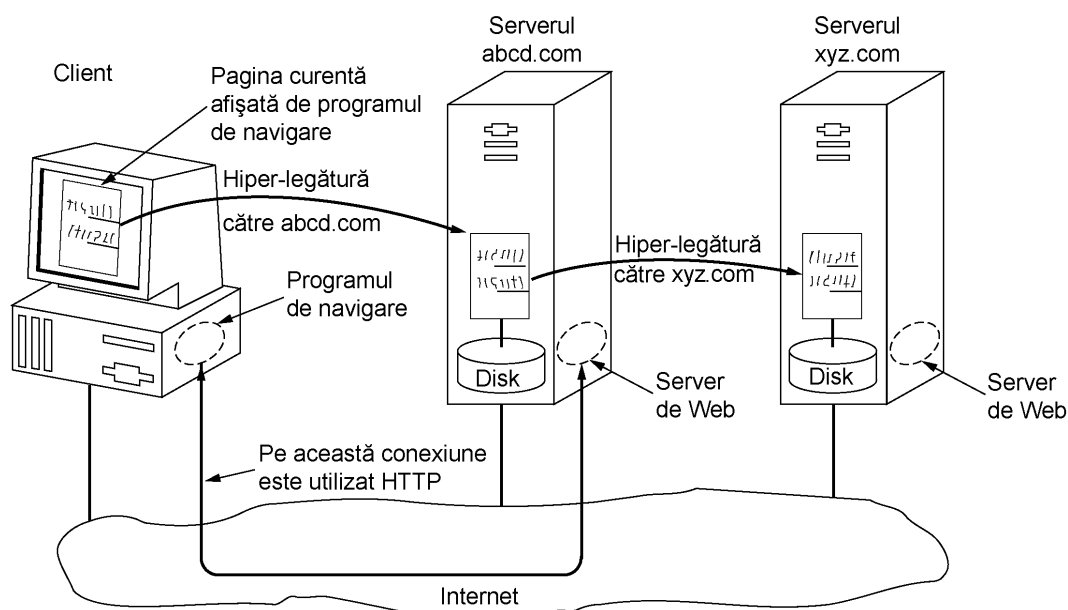 Serverul
abcd.com
Serverul
xyz.com
Client
Pagina curentă
afişată de programul
de navigare
Hiper-legătură
către abcd.com
Hiper-legătură
către xyz.com
Programul
de navigare
Disk
Server
de Web
Disk
Server
de Web
Pe această conexiune
este utilizat HTTP
Internet